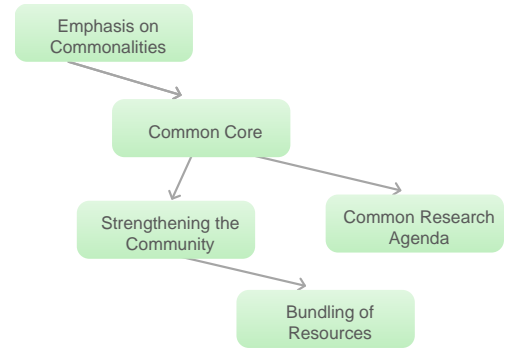 Emphasis on
Commonalities
Common Core
Strengthening the
Community
Common Research
Agenda
Bundling of
Resources